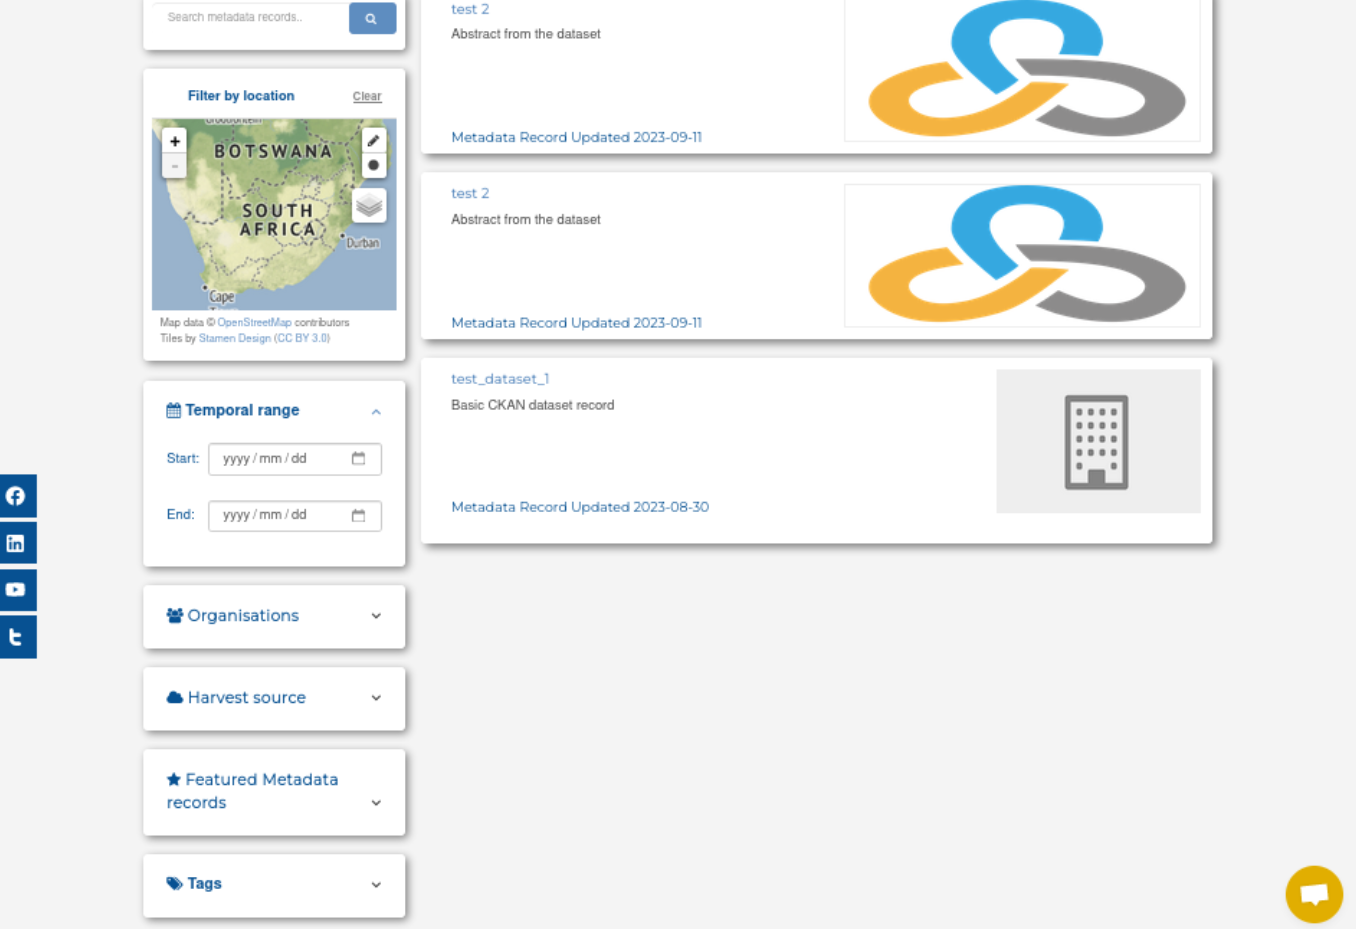 Search metadata records..
Filter by location
Clear
+
BOTSWANA
-
SOUTH
AFRICA
Durban
Cape
Map data © OpenStreetMap contributors
Tiles by Stamen Design (CC BY 3.0)
Temporal range
Start: yyyy / mm / dd
End: yyyy / mm / dd
Organisations
Harvest source
Featured Metadata
records
Tags
test 2
Abstract from the dataset
Metadata Record Updated 2023-09-11
test 2
Abstract from the dataset
Metadata Record Updated 2023-09-11
test_dataset_1
Basic CKAN dataset record
Metadata Record Updated 2023-08-30